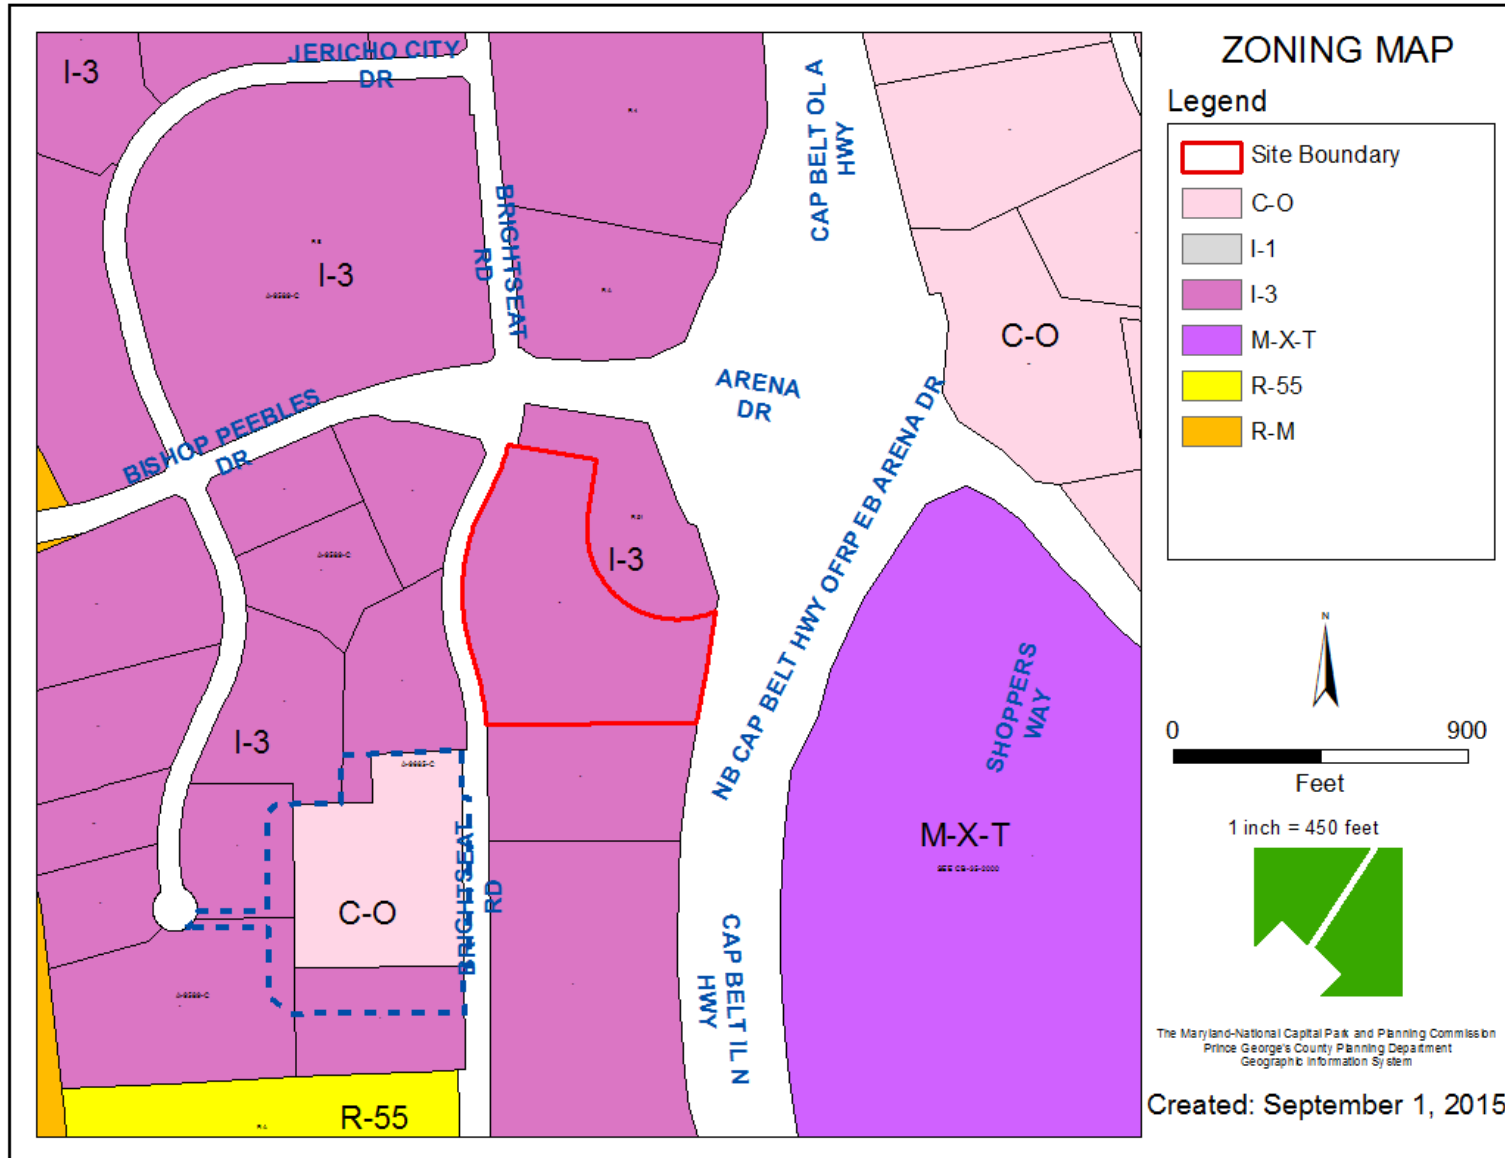 ZONING MAP
Legend
Site Boundary
C-O
I-1
I-3
M-X-T
R-55
R-M
N
0 900
Feet
1 inch = 450 feet
The Maryland-National Capital Park and Planning Commission
Prince George's County Planning Department
Geographic Information System
Created: September 1, 2015
I-3
JERICHO CITY
DR
BRIGHTSEAT
RD
CAP BELT OL A
HWY
I-3
A-9589-C
C-O
ARENA
DR
BISHOP PEEBLES
DR
NB CAP BELT HWY OFRP EB ARENA DR
I-3
A-9589-C
SHOPPERS
WAY
I-3
C-O
BRIGHTSEAT
RD
M-X-T
CAP BELT IL N
HWY
A-9589-C
R-55